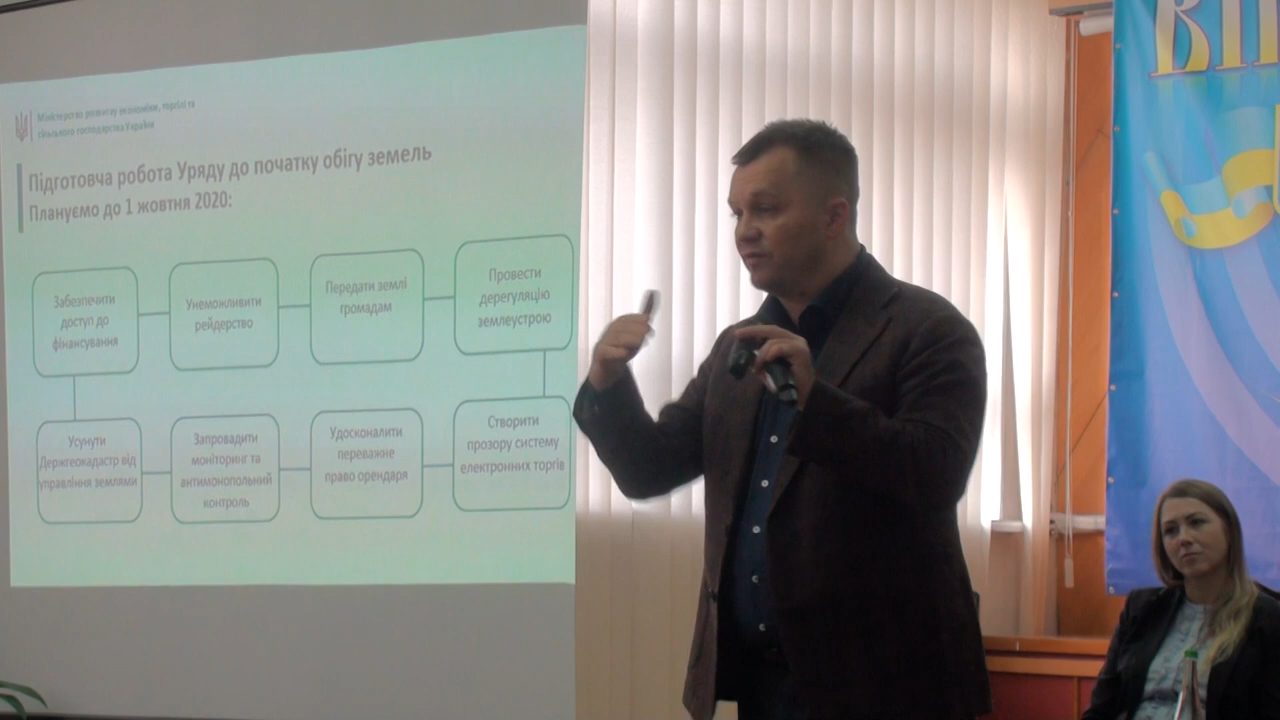 Міністерство розвитку економіки, торгілі та
сільського господарства України
Підготовча робота Уряду до початку обігу земель
Плануємо до 1 жовтня 2020:
Забезпечити
доступ до
фінансування
Унеможливити
рейдерство
Передати землі
громадам
Провести
дерегуляцію
землеустрою
Усунути
Держгеокадастр від
управління землями
Запровадити
моніторинг та
антимонопольний
контроль
Удосконалити
переважне
право орендаря
Створити
прозору систему
електронних торгів